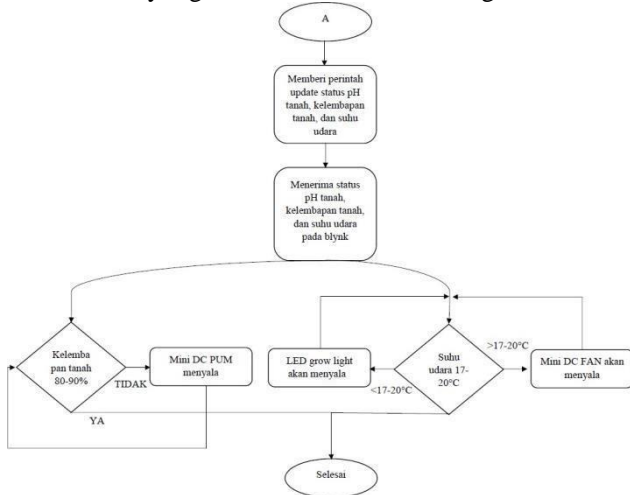 A
Memberi perintah
update status pH
tanah, kelembapan
tanah, dan suhu
udara
Menerima status
pH tanah,
kelembapan tanah,
dan suhu udara
pada blynk
Kelemba
pan tanah
80-90%
TIDAK
YA
Mini DC PUM
menyala
LED grow light
akan menyala
<17-20°C
Suhu
udara 17-
20°C
>17-20°C
Mini DC FAN akan
menyala
Selesai